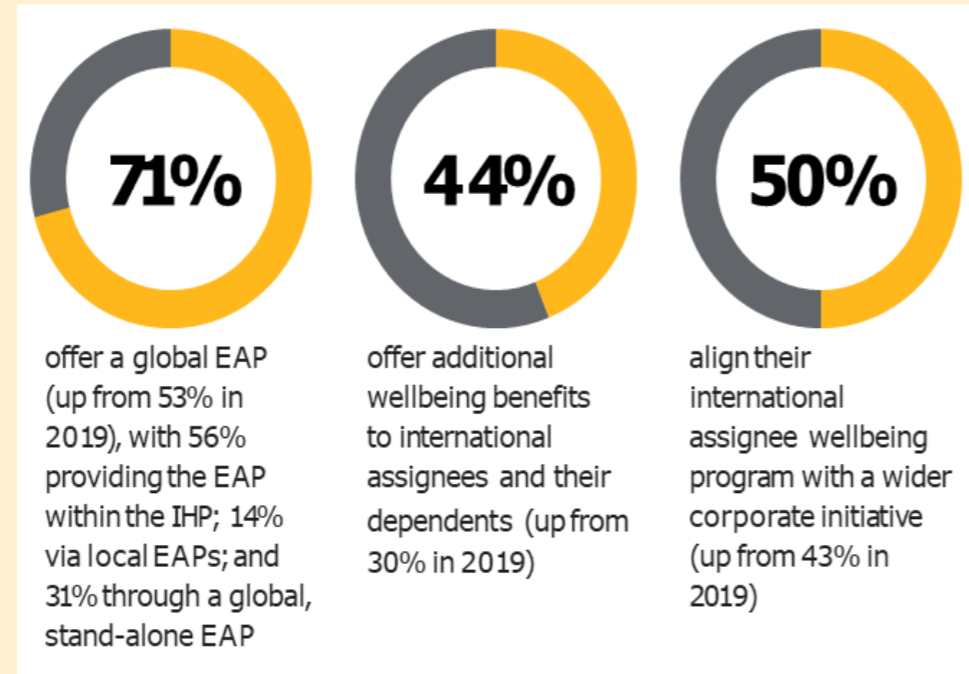 71%
offer a global EAP
(up from 53% in
2019), with 56%
providing the EAP
within the IHP; 14%
via local EAPs; and
31% through a global,
stand-alone EAP
44%
offer additional
wellbeing benefits
to international
assignees and their
dependents (up from
30% in 2019)
50%
align their
international
assignee wellbeing
program with a wider
corporate initiative
(up from 43% in
2019)